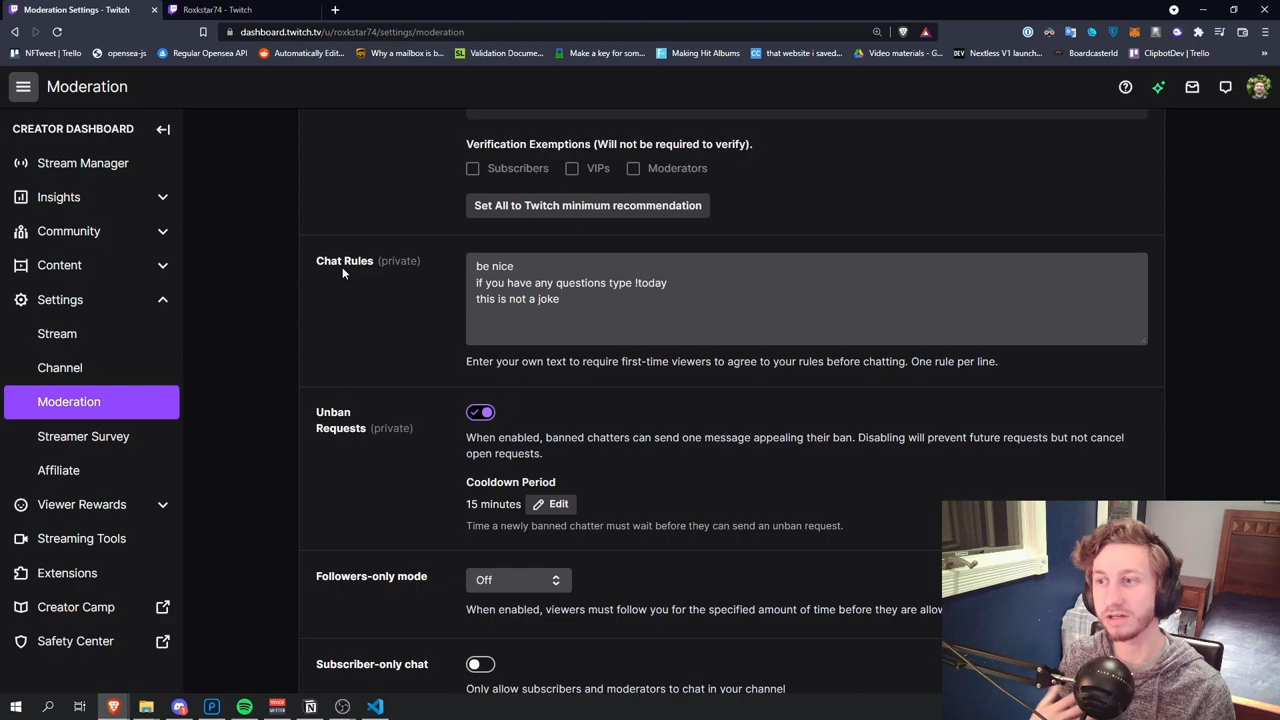 Moderation Settings - Twitch
Roxkstar74 - Twitch
dashboard.twitch.tv/u/roxkstar74/settings/moderation
NFTweet | Trello
opensea-js
Regular Opensea API
Automatically Edit...
Why a mailbox is b...
Validation Docume...
Make a key for som...
Making Hit Albums
that website i saved...
Video materials - G...
Nextless V1 launch...
BoardcasterId
ClipbotDev | Trello
Moderation
CREATOR DASHBOARD
Stream Manager
Insights
Community
Content
Settings
Stream
Channel
Moderation
Streamer Survey
Affiliate
Viewer Rewards
Streaming Tools
Extensions
Creator Camp
Safety Center
Verification Exemptions (Will not be required to verify).
Subscribers
VIPs
Moderators
Set All to Twitch minimum recommendation
Chat Rules (private)
be nice
if you have any questions type !today
this is not a joke
Enter your own text to require first-time viewers to agree to your rules before chatting. One rule per line.
Unban
Requests (private)
When enabled, banned chatters can send one message appealing their ban. Disabling will prevent future requests but not cancel
open requests.
Cooldown Period
15 minutes
Edit
Time a newly banned chatter must wait before they can send an unban request.
Followers-only mode
Off
When enabled, viewers must follow you for the specified amount of time before they are allow
Subscriber-only chat
Only allow subscribers and moderators to chat in your channel